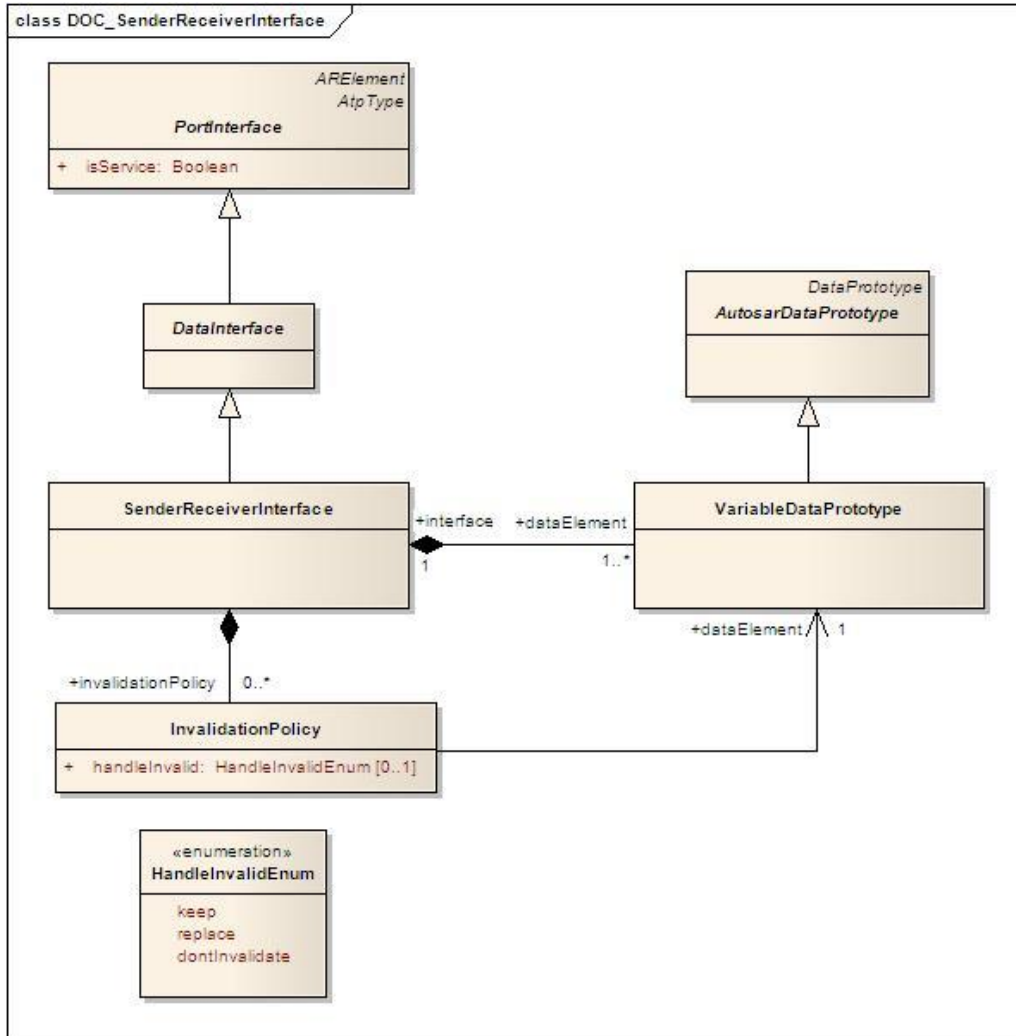 class DOC_SenderReceiverInterface
ARElement
AtpType
PortInterface
+ isService: Boolean
DataInterface
DataPrototype
AutosarDataPrototype
SenderReceiverInterface
+interface
+dataElement
1
1..*
VariableDataPrototype
+dataElement
1
+invalidationPolicy
0..*
InvalidationPolicy
+ handleInvalid: HandleInvalidEnum [0..1]
«enumeration»
HandleInvalidEnum
keep
replace
dontInvalidate